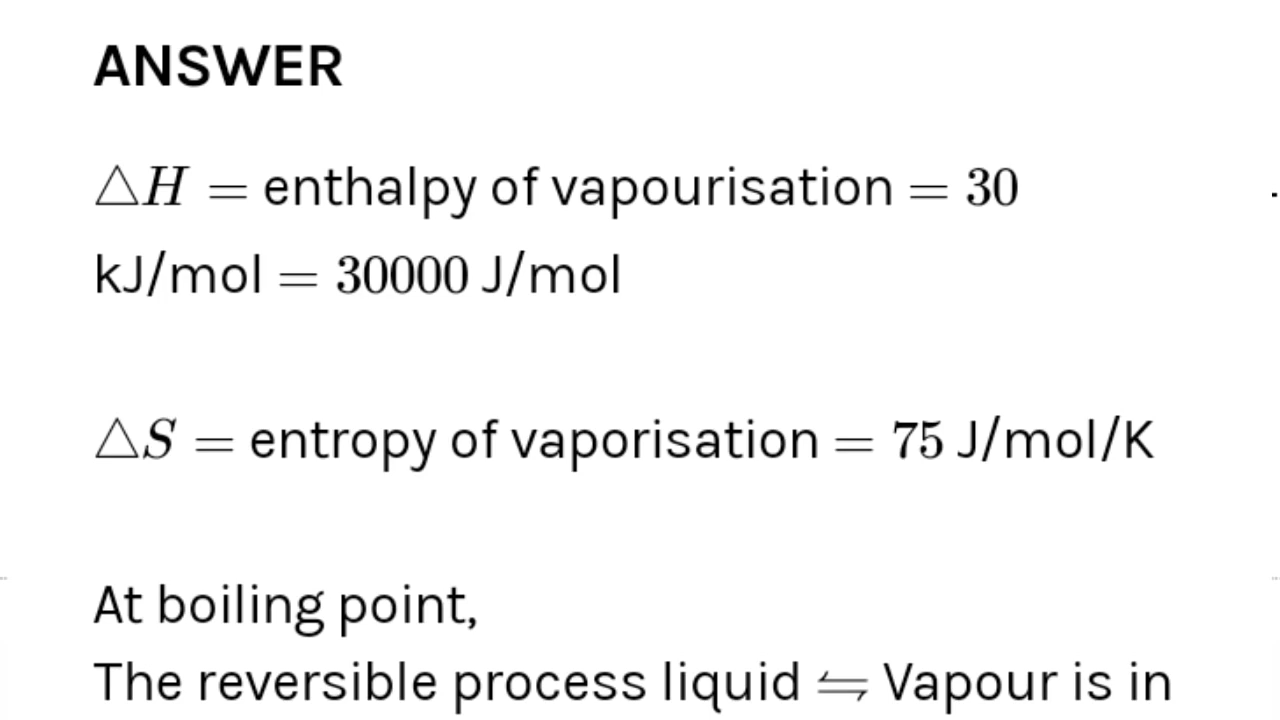 ANSWER
△H = enthalpy of vapourisation = 30
kJ/mol = 30000 J/mol
△S = entropy of vaporisation = 75 J/mol/K
At boiling point,
The reversible process liquid ⇋ Vapour is in